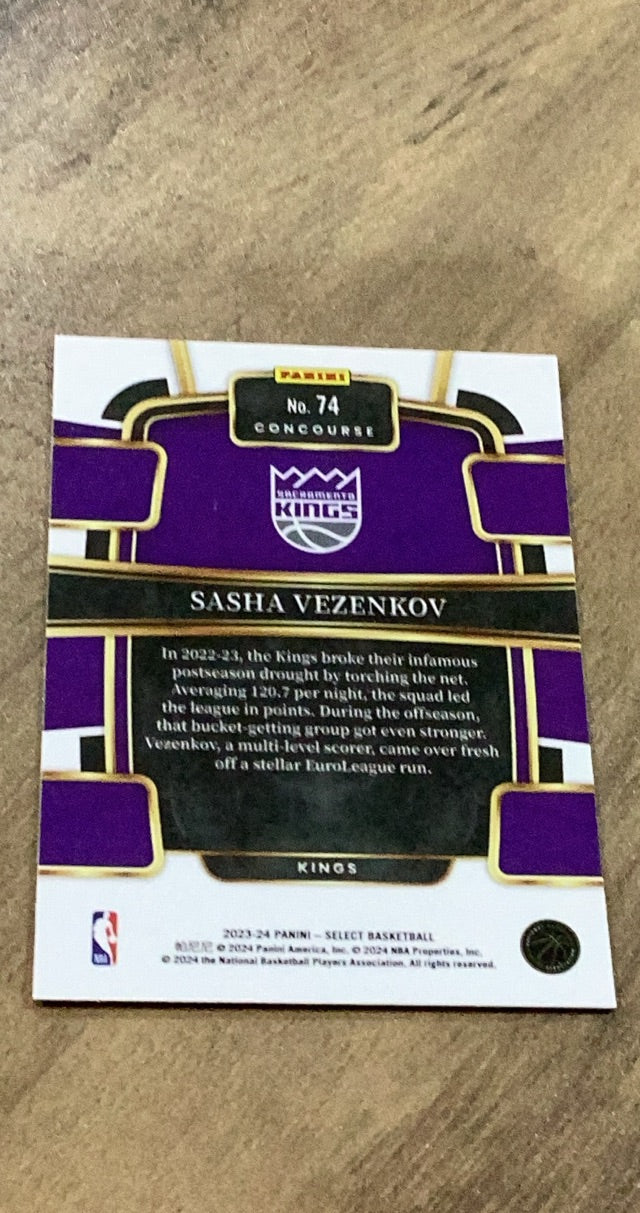 PANINI
No. 74
CONCOURSE
SACRAMENTO
KINGS
SASHA VEZENKOV
In 2022-23, the Kings broke their infamous
postseason drought by torching the net.
Averaging 120.7 per night, the squad led
the league in points. During the offseason,
that bucket-getting group got even stronger.
Vezenkov, a multi-level scorer, came over fresh
off a stellar EuroLeague run.
KINGS
2023-24 PANINI – SELECT BASKETBALL
帕尼尼 © 2024 Panini America, Inc. © 2024 NBA Properties, Inc.
© 2024 the National Basketball Players Association. All rights reserved.
NBA